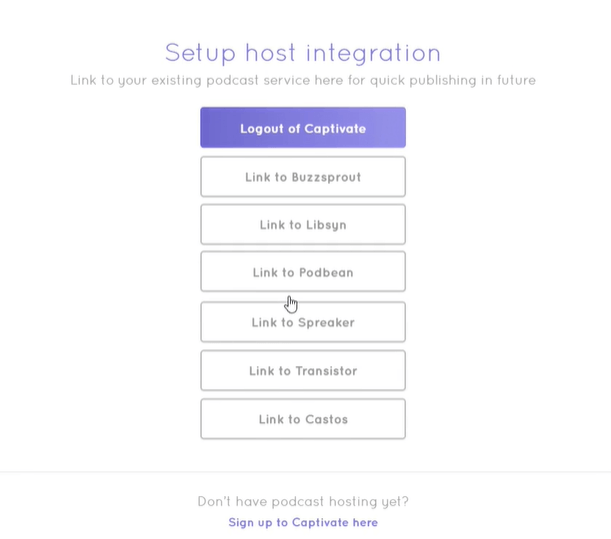 Setup host integration
Link to your existing podcast service here for quick publishing in future
Logout of Captivate
Link to Buzzsprout
Link to Libsyn
Link to Podbean
Link to Spreaker
Link to Transistor
Link to Castos
Don't have podcast hosting yet?
Sign up to Captivate here